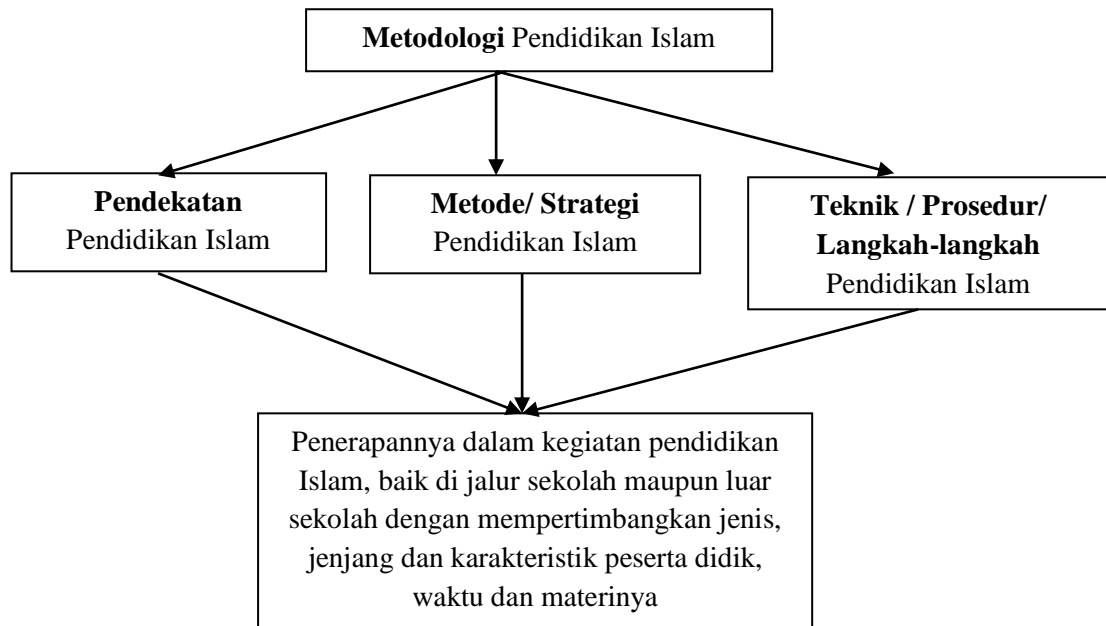 Metodologi Pendidikan Islam
Pendekatan
Pendidikan Islam
Metode/ Strategi
Pendidikan Islam
Teknik / Prosedur/
Langkah-langkah
Pendidikan Islam
Penerapannya dalam kegiatan pendidikan
Islam, baik di jalur sekolah maupun luar
sekolah dengan mempertimbangkan jenis,
jenjang dan karakteristik peserta didik,
waktu dan materinya